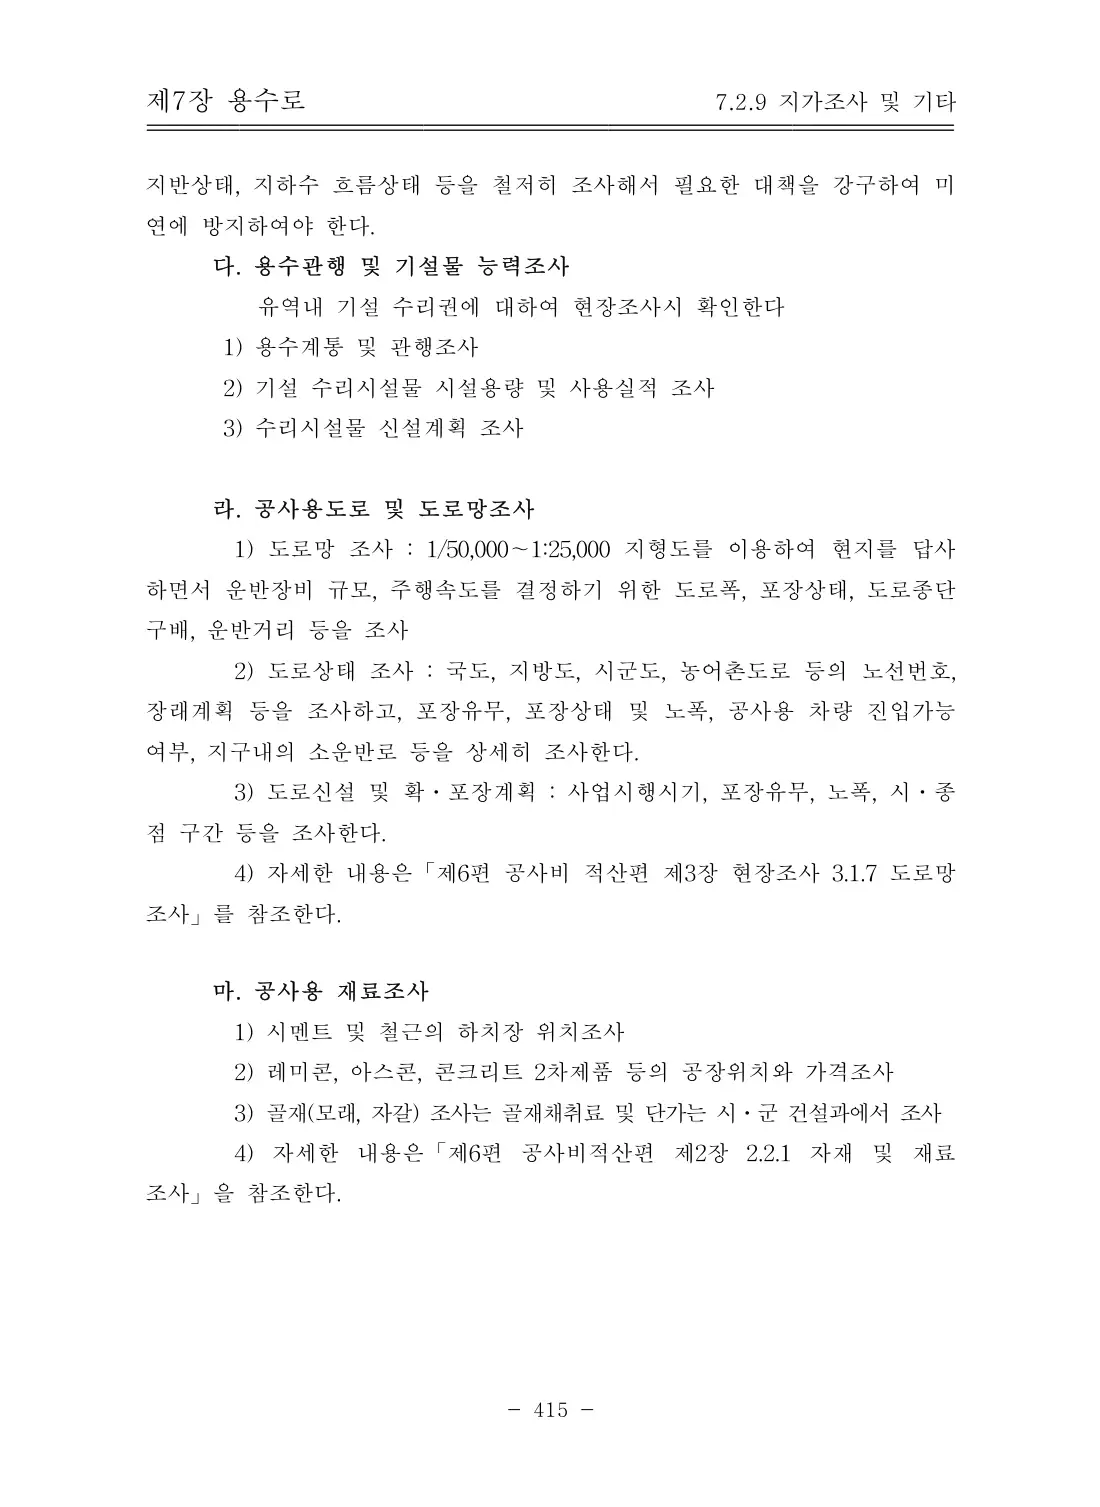 제7장 용수로
7.2.9 지가조사 및 기타
지반상태, 지하수 흐름상태 등을 철저히 조사해서 필요한 대책을 강구하여 미
연에 방지하여야 한다.
다. 용수관행 및 기설물 능력조사
유역내 기설 수리권에 대하여 현장조사시 확인한다
1) 용수계통 및 관행조사
2) 기설 수리시설물 시설용량 및 사용실적 조사
3) 수리시설물 신설계획 조사
라. 공사용도로 및 도로망조사
1) 도로망 조사 : 1/50,000∼1:25,000 지형도를 이용하여 현지를 답사
하면서 운반장비 규모, 주행속도를 결정하기 위한 도로폭, 포장상태, 도로종단
구배, 운반거리 등을 조사
2) 도로상태 조사 : 국도, 지방도, 시군도, 농어촌도로 등의 노선번호,
장래계획 등을 조사하고, 포장유무, 포장상태 및 노폭, 공사용 차량 진입가능
여부, 지구내의 소운반로 등을 상세히 조사한다.
3) 도로신설 및 확・포장계획 : 사업시행시기, 포장유무, 노폭, 시・종
점 구간 등을 조사한다.
4) 자세한 내용은「제6편 공사비 적산편 제3장 현장조사 3.1.7 도로망
조사」를 참조한다.
마. 공사용 재료조사
1) 시멘트 및 철근의 하치장 위치조사
2) 레미콘, 아스콘, 콘크리트 2차제품 등의 공장위치와 가격조사
3) 골재(모래, 자갈) 조사는 골재채취료 및 단가는 시・군 건설과에서 조사
4) 자세한 내용은「제6편 공사비적산편 제2장 2.2.1 자재 및 재료
조사」을 참조한다.
- 415 -